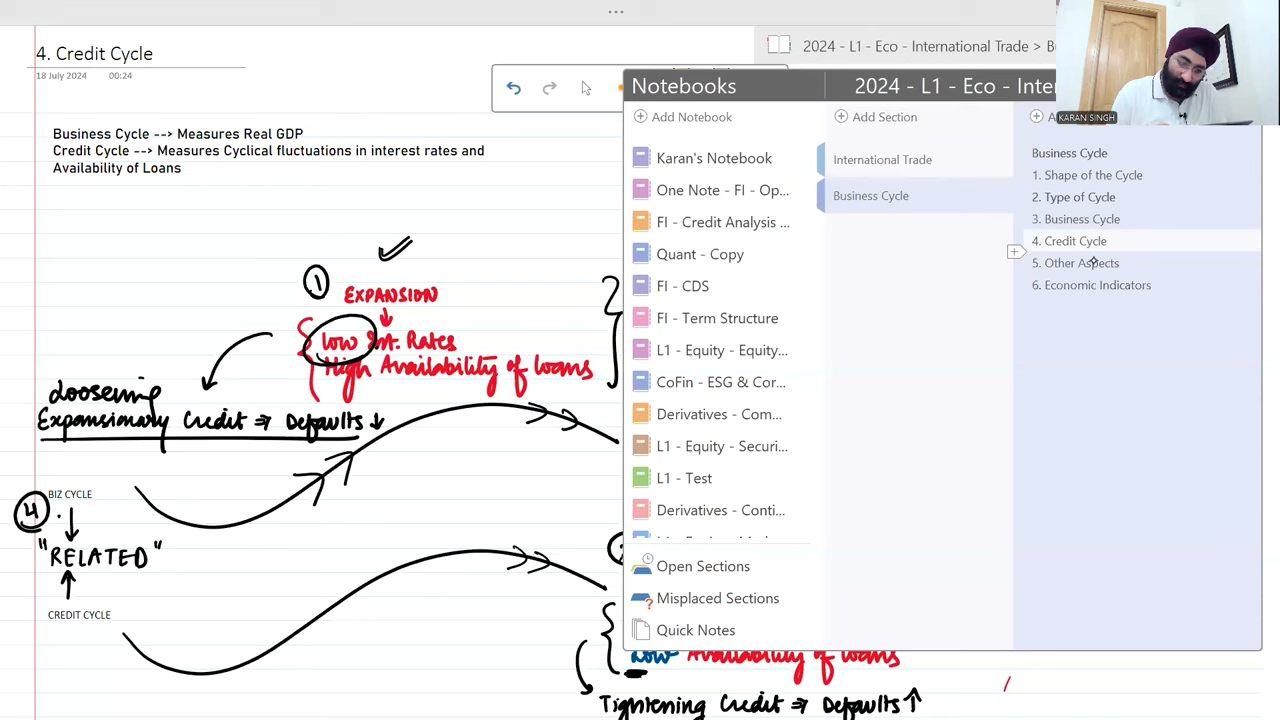 4. Credit Cycle
18 July 2024 00:24
2024 - L1 - Eco - International Trade > B
Business Cycle --> Measures Real GDP
Credit Cycle --> Measures Cyclical fluctuations in interest rates and
Availability of Loans
1
EXPANSION
Low Int. Rates
High Availability of loans
Loosening
Expansionary Credit ⇒ Defaults ↓
BIZ CYCLE
4
"RELATED"
CREDIT CYCLE
Low Availability of loans
Tightening Credit ⇒ Defaults ↑
Notebooks
2024 - L1 - Eco - Inter
Add Notebook
Karan's Notebook
One Note - FI - Op...
FI - Credit Analysis ...
Quant - Copy
FI - CDS
FI - Term Structure
L1 - Equity - Equity...
CoFin - ESG & Cor...
Derivatives - Com...
L1 - Equity - Securi...
L1 - Test
Derivatives - Conti...
Open Sections
Misplaced Sections
Quick Notes
Add Section
International Trade
Business Cycle
Business Cycle
1. Shape of the Cycle
2. Type of Cycle
3. Business Cycle
4. Credit Cycle
5. Other Aspects
6. Economic Indicators
KARAN SINGH